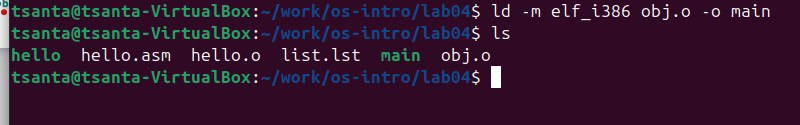 tsanta@tsanta-VirtualBox:~/work/os-intro/lab04$ ld -m elf_i386 obj.o -o main
tsanta@tsanta-VirtualBox:~/work/os-intro/lab04$ ls
hello  hello.asm  hello.o  list.lst  main  obj.o
tsanta@tsanta-VirtualBox:~/work/os-intro/lab04$